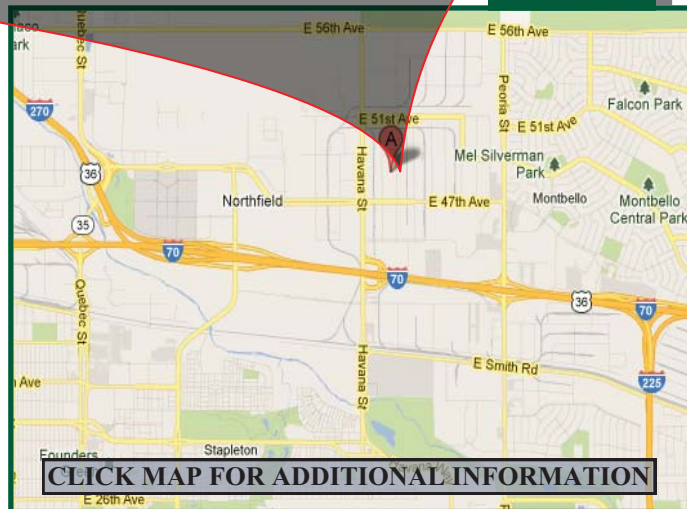 Park
E 56th Ave
E 56th Ave
Quebec St
270
E 51st Ave
A
Peoria St
Falcon Park
E 51st Ave
Mel Silverman
Park
36
Havana St
Northfield
E 47th Ave
Montbello
Montbello
Central Park
35
70
70
36
70
Quebec St
Havana St
E Smith Rd
225
Ave
Founders
Stapleton
CLICK MAP FOR ADDITIONAL INFORMATION
E 26th Ave